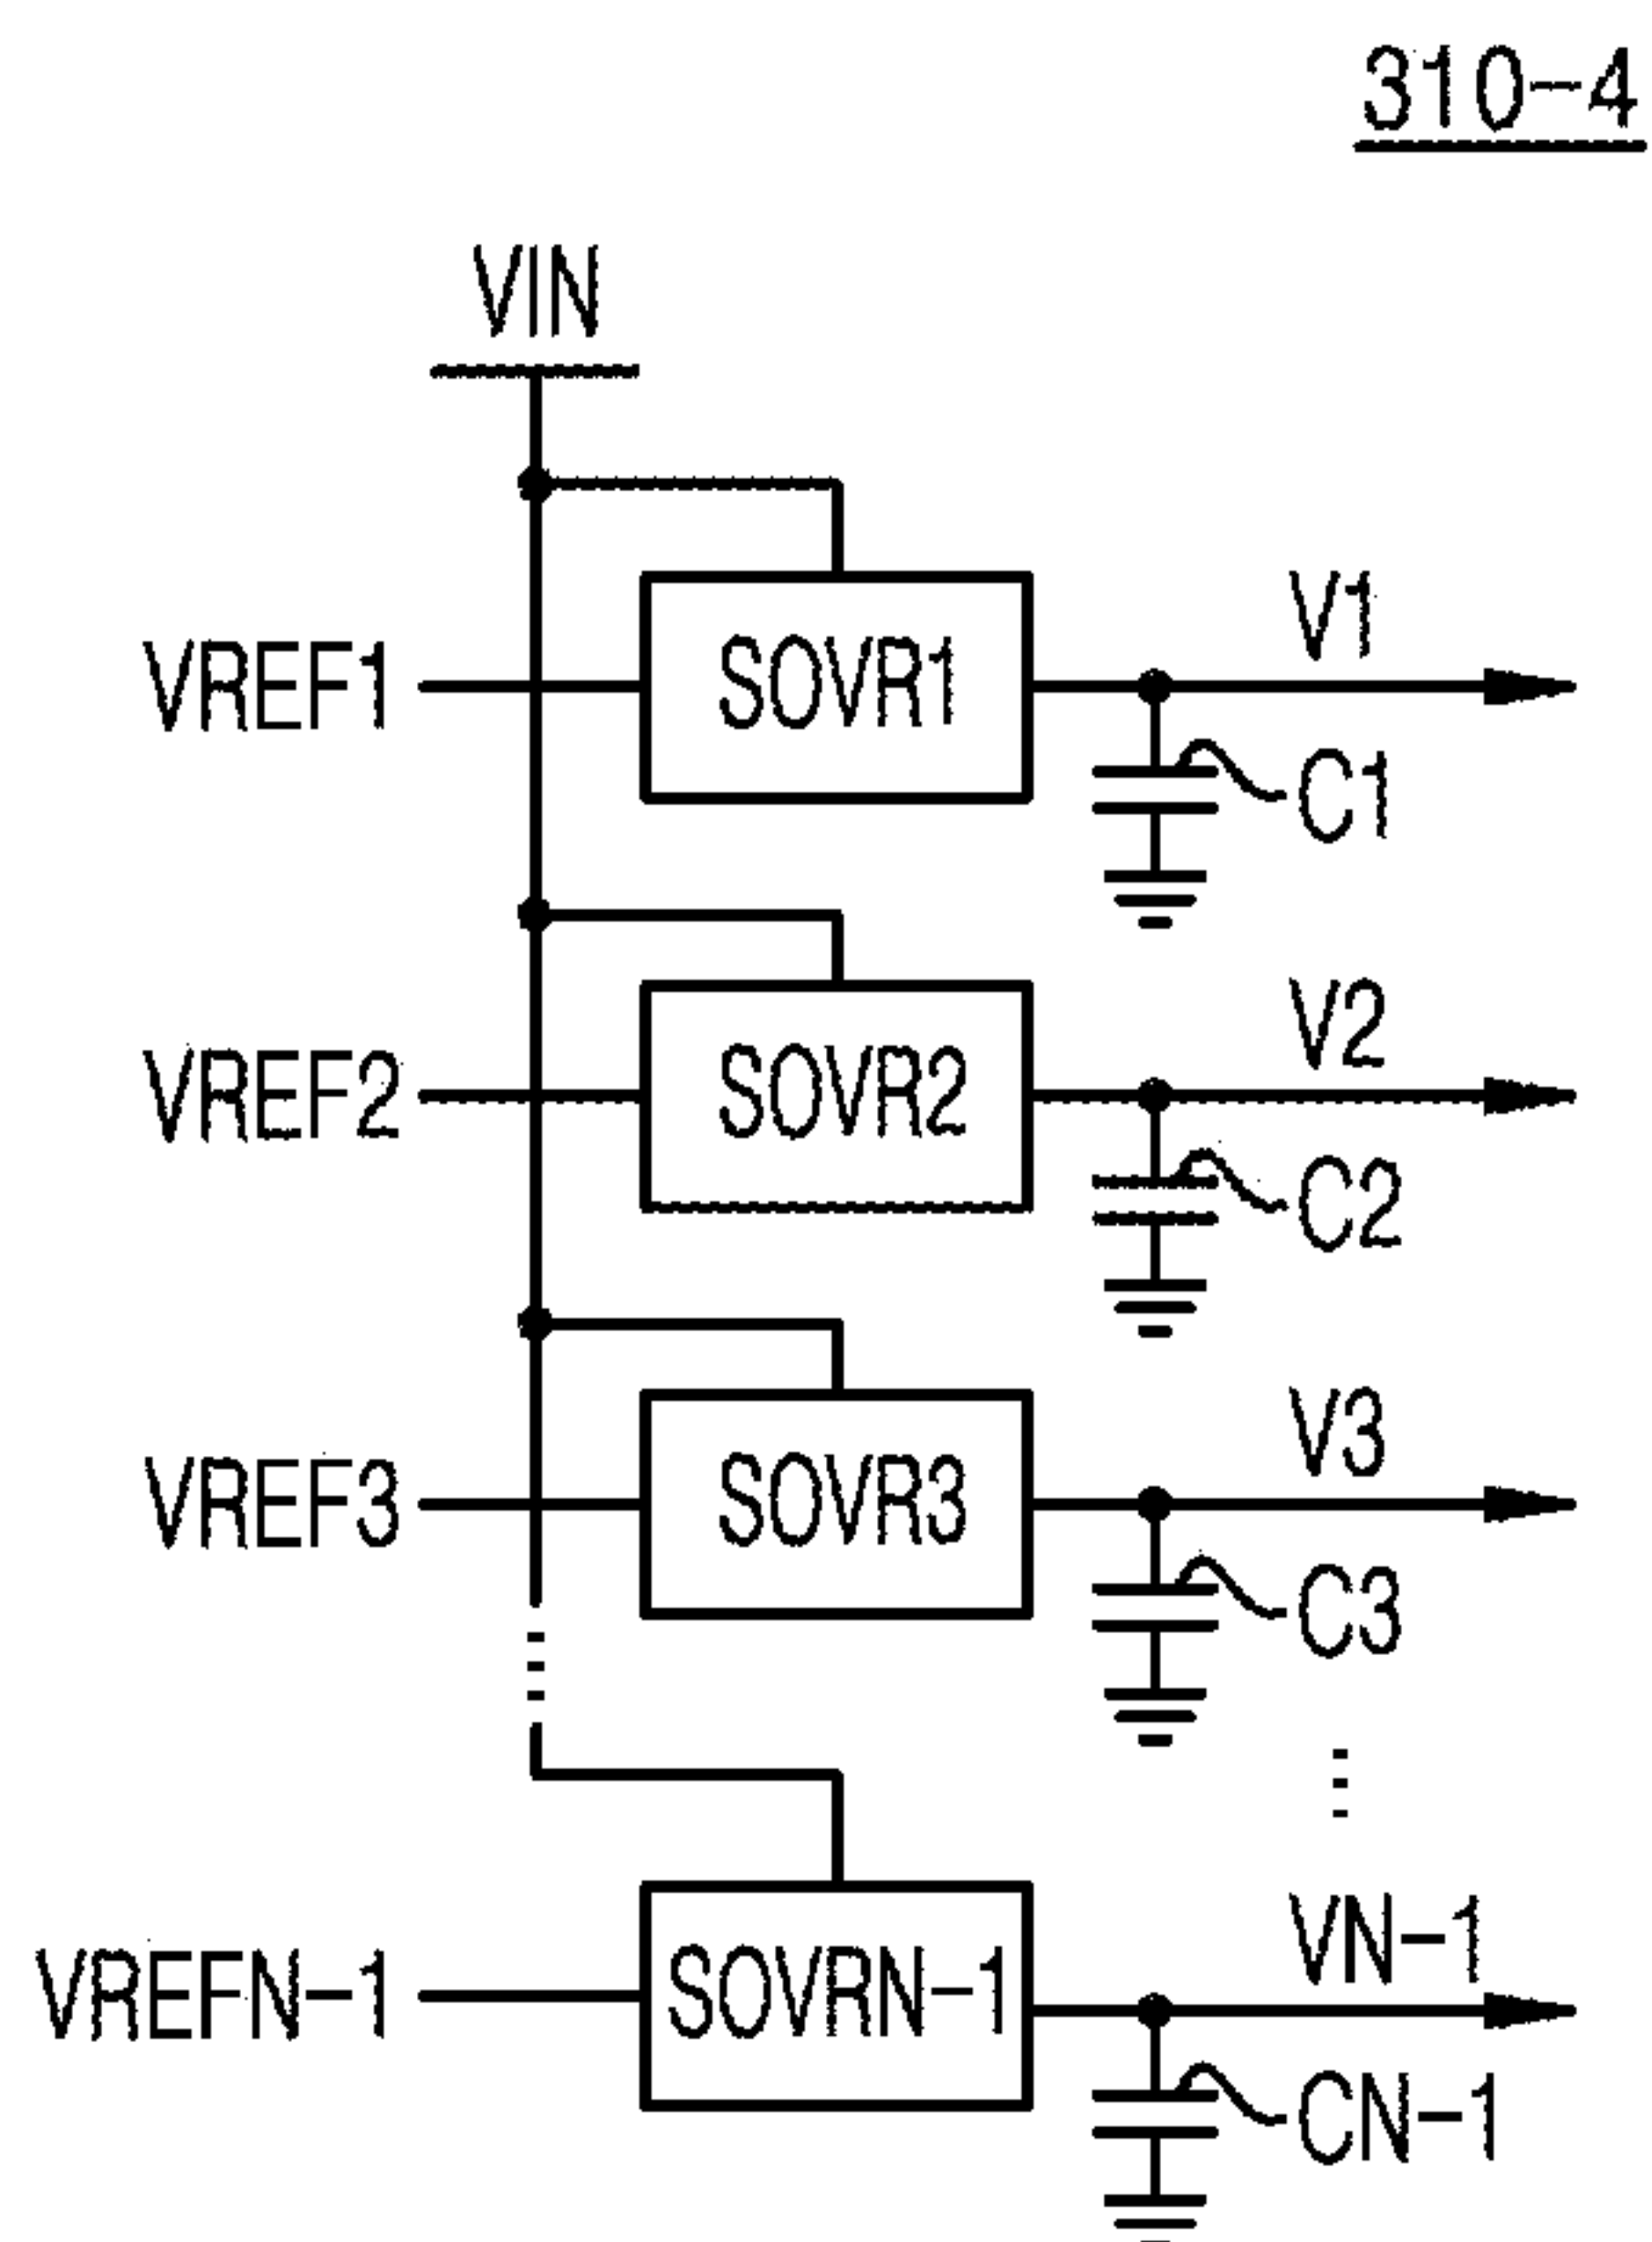 310-4
VIN
VREF1 SOVR1 V1
C1
VREF2 SOVR2 V2
C2
VREF3 SOVR3 V3
C3
VREFN-1 SOVRN-1 VN-1
CN-1